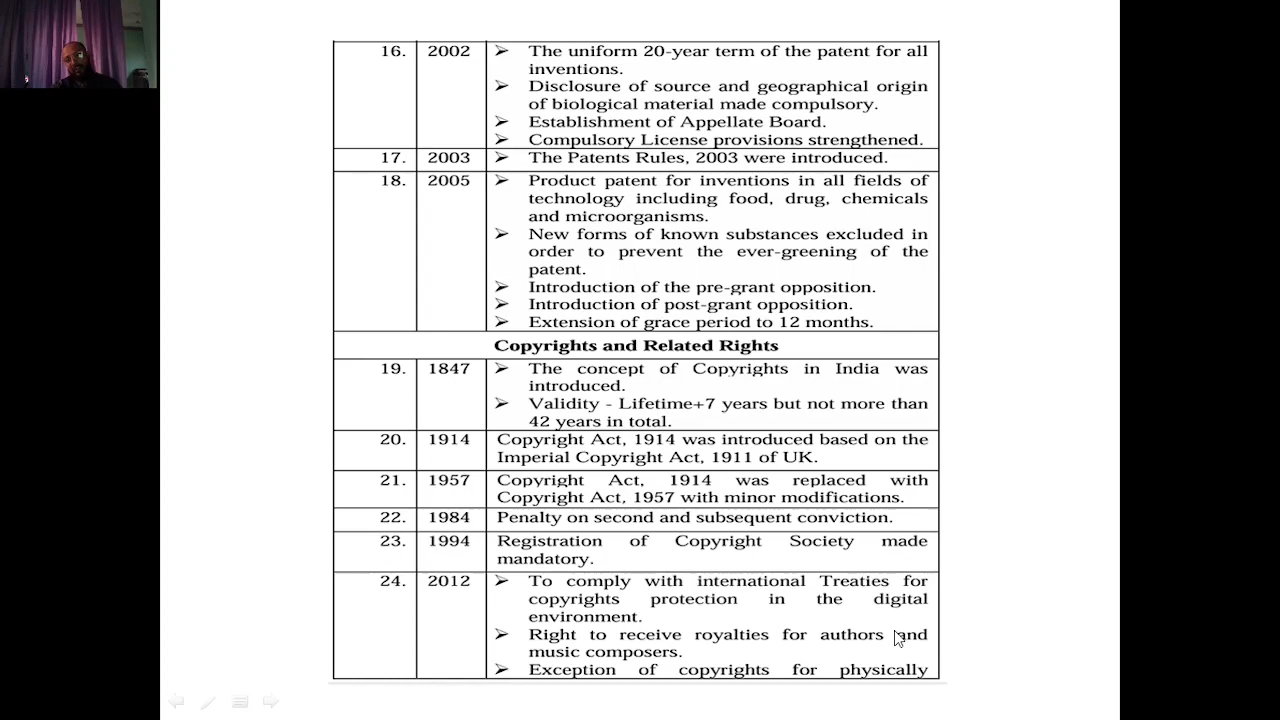 16. 2002 ➢ The uniform 20-year term of the patent for all
inventions.
➢ Disclosure of source and geographical origin
of biological material made compulsory.
➢ Establishment of Appellate Board.
➢ Compulsory License provisions strengthened.
17. 2003 ➢ The Patents Rules, 2003 were introduced.
18. 2005 ➢ Product patent for inventions in all fields of
technology including food, drug, chemicals
and microorganisms.
➢ New forms of known substances excluded in
order to prevent the ever-greening of the
patent.
➢ Introduction of the pre-grant opposition.
➢ Introduction of post-grant opposition.
➢ Extension of grace period to 12 months.
Copyrights and Related Rights
19. 1847 ➢ The concept of Copyrights in India was
introduced.
➢ Validity - Lifetime+7 years but not more than
42 years in total.
20. 1914 Copyright Act, 1914 was introduced based on the
Imperial Copyright Act, 1911 of UK.
21. 1957 Copyright Act, 1914 was replaced with
Copyright Act, 1957 with minor modifications.
22. 1984 Penalty on second and subsequent conviction.
23. 1994 Registration of Copyright Society made
mandatory.
24. 2012 ➢ To comply with international Treaties for
copyrights protection in the digital
environment.
➢ Right to receive royalties for authors and
music composers.
➢ Exception of copyrights for physically